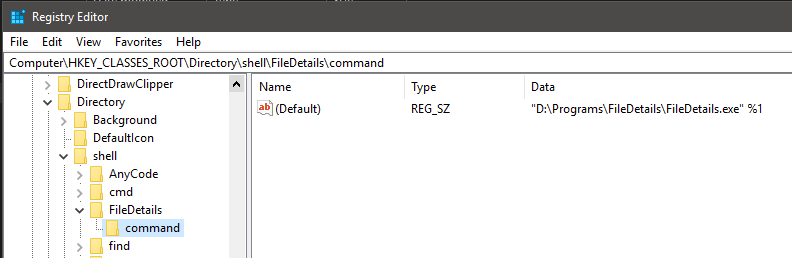 Registry Editor
File Edit View Favorites Help
Computer\HKEY_CLASSES_ROOT\Directory\shell\FileDetails\command
DirectDrawClipper
Directory
Background
DefaultIcon
shell
AnyCode
cmd
FileDetails
command
find
Name Type Data
ab (Default) REG_SZ "D:\Programs\FileDetails\FileDetails.exe" %1